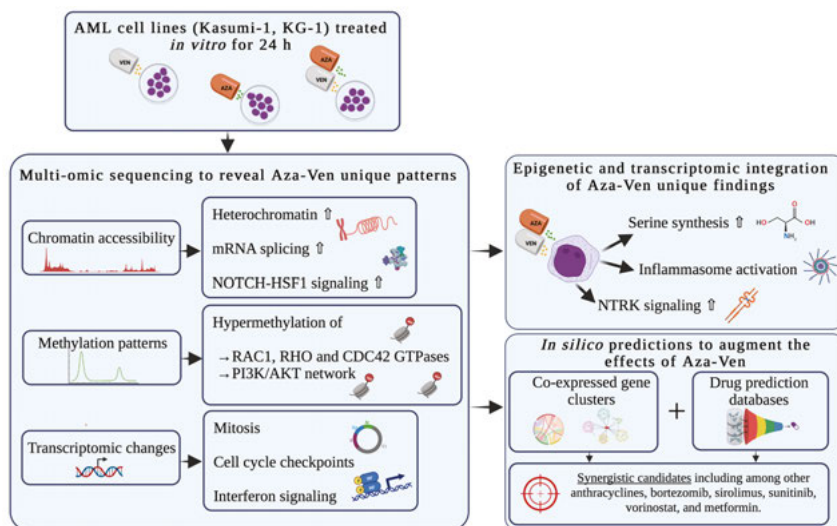 AML cell lines (Kasumi-1, KG-1) treated
in vitro for 24 h
VEN
AZA
AZA
VEN
Multi-omic sequencing to reveal Aza-Ven unique patterns
Chromatin accessibility
Heterochromatin ⇧
mRNA splicing ⇧
NOTCH-HSF1 signaling ⇧
Methylation patterns
Hypermethylation of
→RAC1, RHO and CDC42 GTPases
→PI3K/AKT network
Transcriptomic changes
Mitosis
Cell cycle checkpoints
Interferon signaling
Epigenetic and transcriptomic integration
of Aza-Ven unique findings
AZA
VEN
Serine synthesis ⇧
O
HO
OH
NH₂
Inflammasome activation
NTRK signaling ⇧
In silico predictions to augment the
effects of Aza-Ven
Co-expressed gene
clusters
+
Drug prediction
databases
Synergistic candidates including among other
anthracyclines, bortezomib, sirolimus, sunitinib,
vorinostat, and metformin.